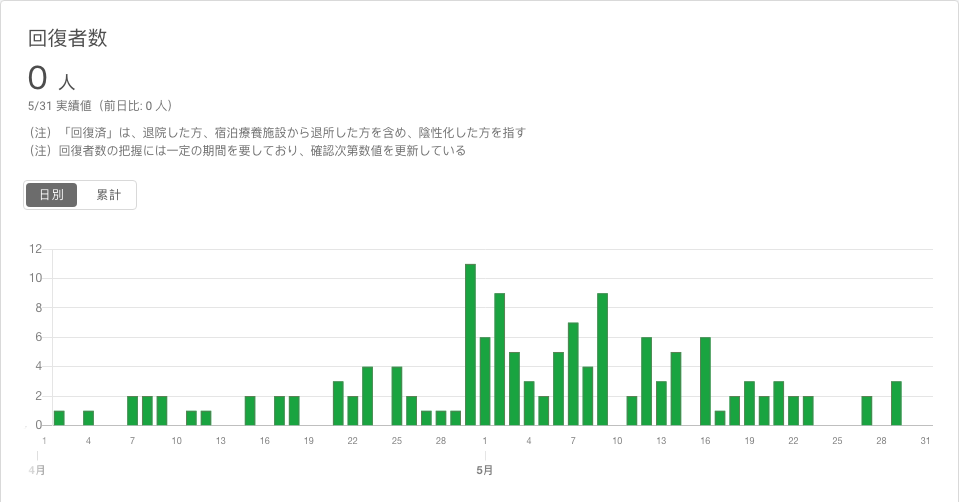 回復者数
0 人
5/31 実績値（前日比: 0 人）
（注）「回復済」は、退院した方、宿泊療養施設から退所した方を含め、陰性化した方を指す
（注）回復者数の把握には一定の期間を要しており、確認次第数値を更新している
日別 累計
12
10
8
6
4
2
0
1 4 7 10 13 16 19 22 25 28 1 4 7 10 13 16 19 22 25 28 31
4月 5月